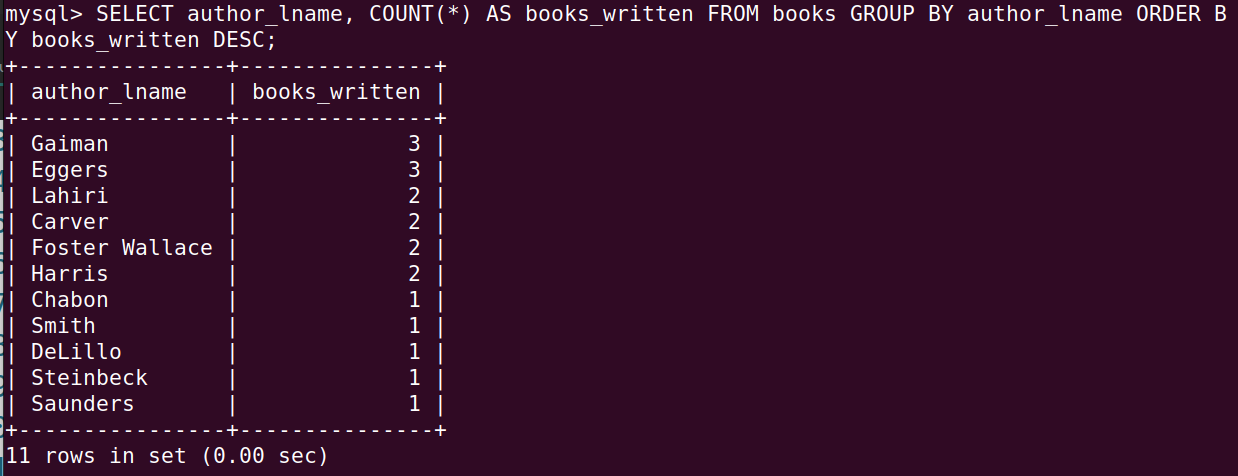 mysql> SELECT author_lname, COUNT(*) AS books_written FROM books GROUP BY author_lname ORDER B
Y books_written DESC;
+----------------+---------------+
| author_lname   | books_written |
+----------------+---------------+
| Gaiman         |             3 |
| Eggers         |             3 |
| Lahiri         |             2 |
| Carver         |             2 |
| Foster Wallace |             2 |
| Harris         |             2 |
| Chabon         |             1 |
| Smith          |             1 |
| DeLillo        |             1 |
| Steinbeck      |             1 |
| Saunders       |             1 |
+----------------+---------------+
11 rows in set (0.00 sec)